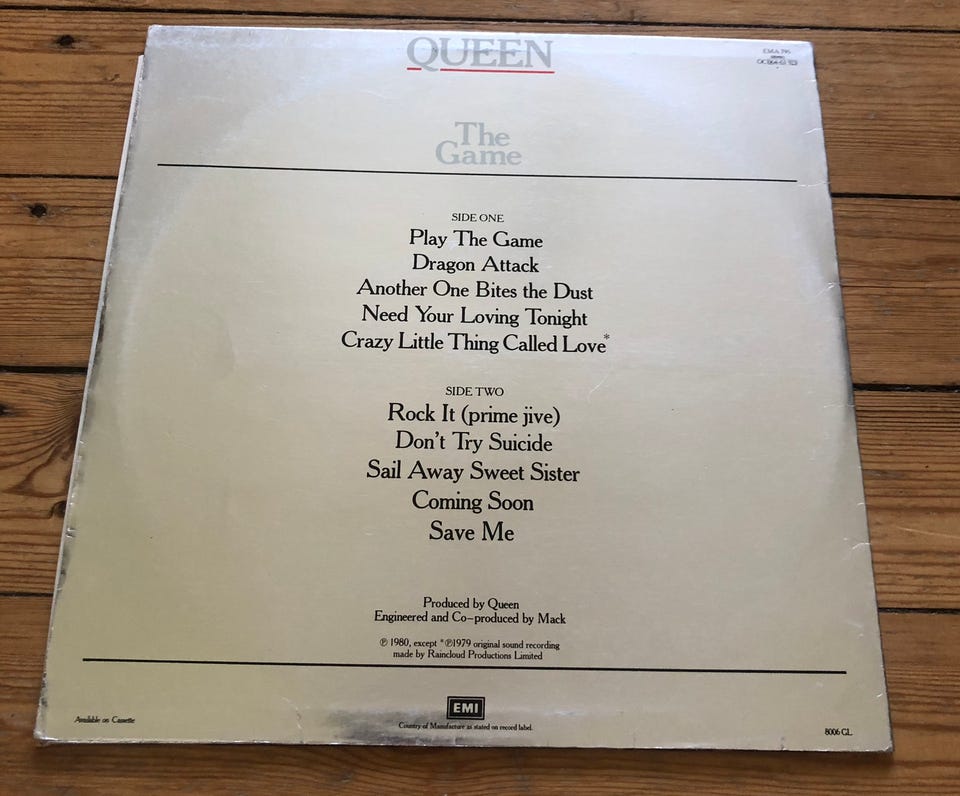 QUEEN
EMA 795
stereo
The
Game
SIDE ONE
Play The Game
Dragon Attack
Another One Bites the Dust
Need Your Loving Tonight
Crazy Little Thing Called Love*
SIDE TWO
Rock It (prime jive)
Don't Try Suicide
Sail Away Sweet Sister
Coming Soon
Save Me
Produced by Queen
Engineered and Co-produced by Mack
℗ 1980, except * ℗1979 original sound recording
made by Raincloud Productions Limited
EMI
Available on Cassette
Country of Manufacture as stated on record label.
8006 GL